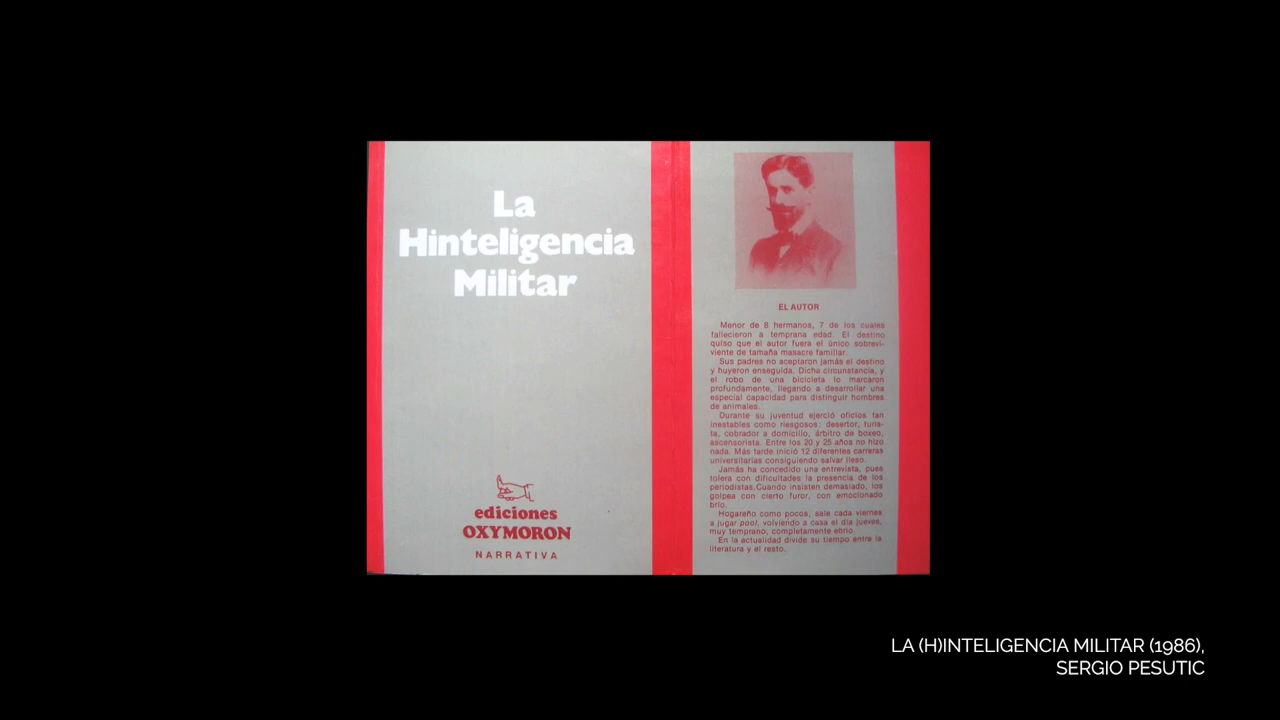 La
Hinteligencia
Militar
ediciones
OXYMORON
NARRATIVA
EL AUTOR
Menor de 8 hermanos, 7 de los cuales
fallecieron a temprana edad. El destino
quiso que el autor fuera el único sobrevi-
viente de tamaña masacre familiar.
Sus padres no aceptaron jamás el destino
y huyeron enseguida. Dicha circunstancia, y
el robo de una bicicleta lo marcaron
profundamente, llegando a desarrollar una
especial capacidad para distinguir hombres
de animales.
Durante su juventud ejerció oficios tan
inestables como riesgosos: desertor, turis-
ta, cobrador a domicilio, árbitro de boxeo,
ascensorista. Entre los 20 y 25 años no hizo
nada. Más tarde inició 12 diferentes carreras
universitarias consiguiendo salvar ileso.
Jamás ha concedido una entrevista, pues
tolera con dificultades la presencia de los
periodistas. Cuando insisten demasiado, los
golpea con cierto furor, con emocionado
brío.
Hogareño como pocos, sale cada viernes
a jugar pool, volviendo a casa el día jueves,
muy temprano, completamente ebrio.
En la actualidad divide su tiempo entre la
literatura y el resto.
LA (H)INTELIGENCIA MILITAR (1986),
SERGIO PESUTIC